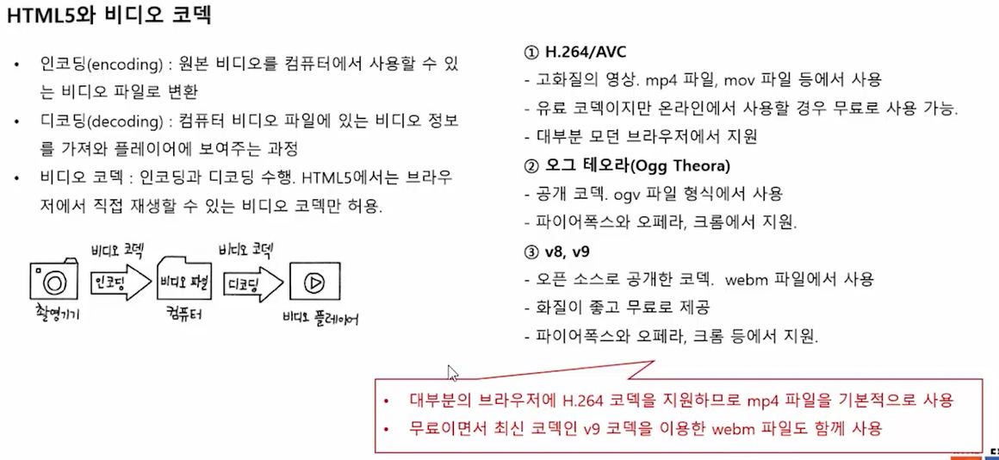 HTML5와 비디오 코덱
• 인코딩(encoding) : 원본 비디오를 컴퓨터에서 사용할 수 있
는 비디오 파일로 변환
• 디코딩(decoding) : 컴퓨터 비디오 파일에 있는 비디오 정보
를 가져와 플레이어에 보여주는 과정
• 비디오 코덱 : 인코딩과 디코딩 수행. HTML5에서는 브라우
저에서 직접 재생할 수 있는 비디오 코덱만 허용.
비디오 코덱
비디오 코덱
인코딩
비디오 파일
디코딩
촬영기기
컴퓨터
비디오 플레이어
① H.264/AVC
- 고화질의 영상. mp4 파일, mov 파일 등에서 사용
- 유료 코덱이지만 온라인에서 사용할 경우 무료로 사용 가능.
- 대부분 모던 브라우저에서 지원
② 오그 테오라(Ogg Theora)
- 공개 코덱. ogv 파일 형식에서 사용
- 파이어폭스와 오페라, 크롬에서 지원.
③ v8, v9
- 오픈 소스로 공개한 코덱. webm 파일에서 사용
- 화질이 좋고 무료로 제공
- 파이어폭스와 오페라, 크롬 등에서 지원.
• 대부분의 브라우저에 H.264 코덱을 지원하므로 mp4 파일을 기본적으로 사용
• 무료이면서 최신 코덱인 v9 코덱을 이용한 webm 파일도 함께 사용